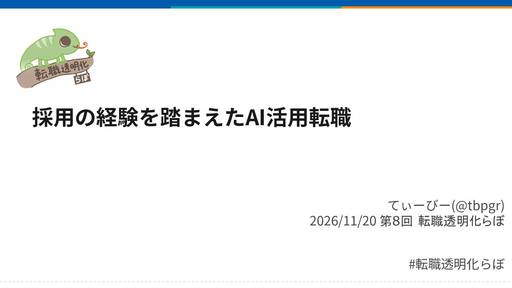 転職透明化
らぼ
採用の経験を踏まえたAI活用転職
てぃーびー(@tbpgr)
2026/11/20 第8回 転職透明化らぼ
#転職透明化らぼ